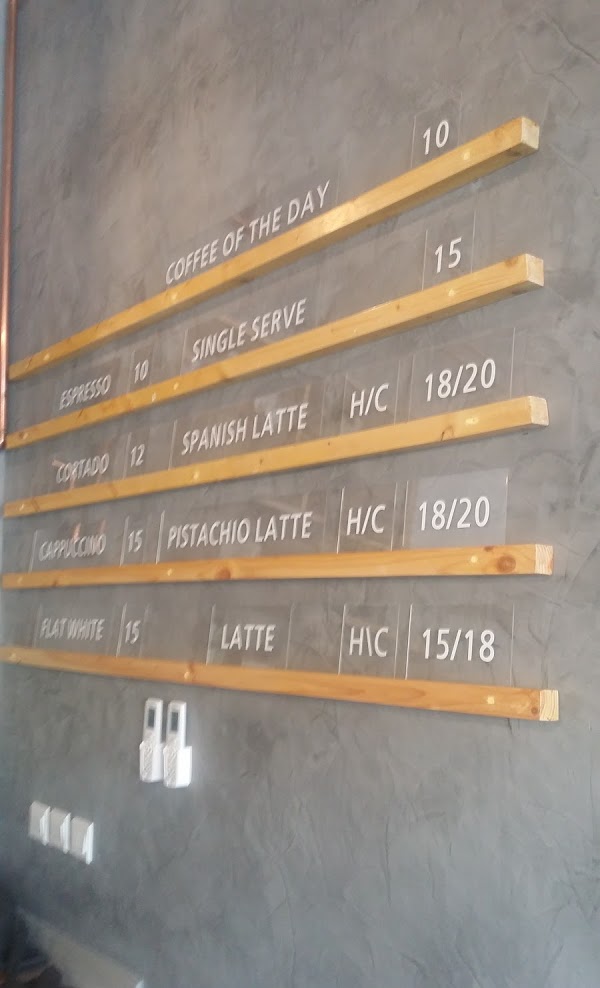 COFFEE OF THE DAY 10
SINGLE SERVE 15
ESPRESSO 10
SPANISH LATTE H/C 18/20
CORTADO 12
PISTACHIO LATTE H/C 18/20
CAPPUCCINO 15
LATTE H\C 15/18
FLAT WHITE 15